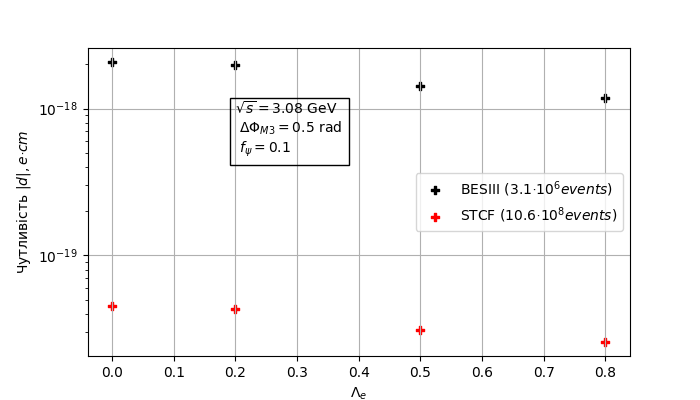 10⁻¹⁸
10⁻¹⁹
Чутливість |d|, e·cm
√s = 3.08 GeV
ΔΦ_{M3} = 0.5 rad
f_ψ = 0.1
BESIII (3.1·10⁶events)
STCF (10.6·10⁸events)
0.0 0.1 0.2 0.3 0.4 0.5 0.6 0.7 0.8
Λ_e